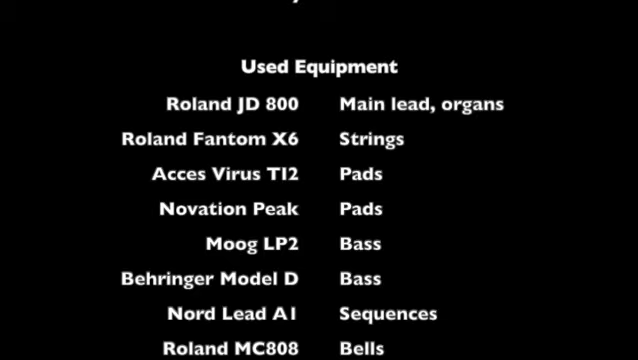 Used Equipment
Roland JD 800 Main lead, organs
Roland Fantom X6 Strings
Acces Virus TI2 Pads
Novation Peak Pads
Moog LP2 Bass
Behringer Model D Bass
Nord Lead A1 Sequences
Roland MC808 Bells